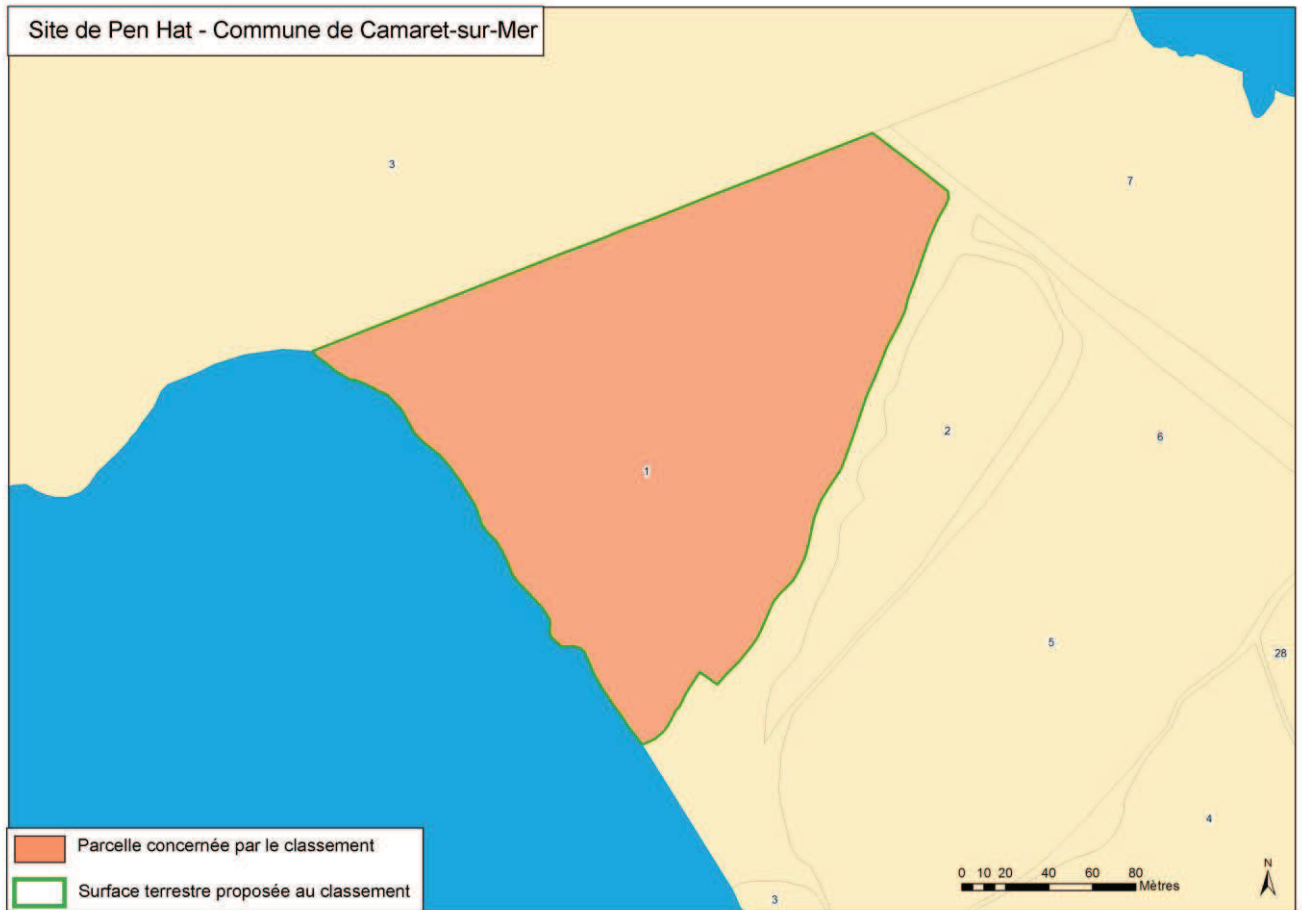 Site de Pen Hat - Commune de Camaret-sur-Mer
3
7
2
6
1
5
28
4
3
Parcelle concernée par le classement
Surface terrestre proposée au classement
0 10 20 40 60 80
Mètres
N